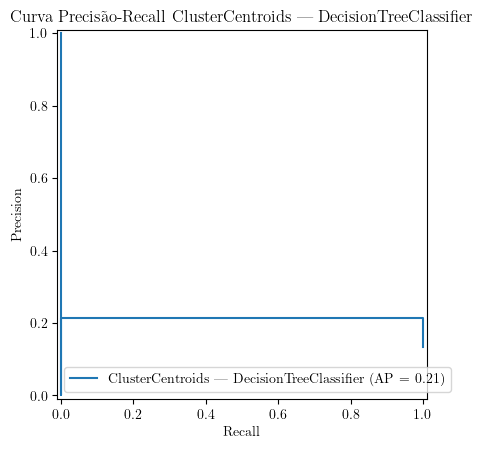 Curva Precisão-Recall ClusterCentroids — DecisionTreeClassifier
1.0
0.8
0.6
0.4
0.2
0.0
Precision
ClusterCentroids — DecisionTreeClassifier (AP = 0.21)
0.0 0.2 0.4 0.6 0.8 1.0
Recall